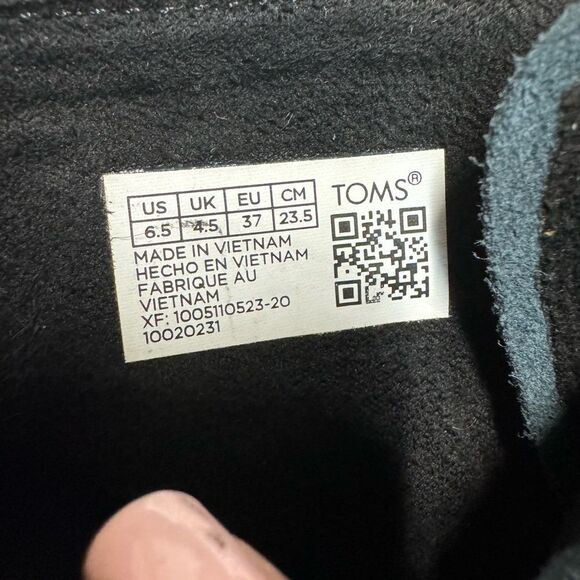 US UK EU CM
6.5 4.5 37 23.5
TOMS®
MADE IN VIETNAM
HECHO EN VIETNAM
FABRIQUE AU
VIETNAM
XF: 1005110523-20
10020231